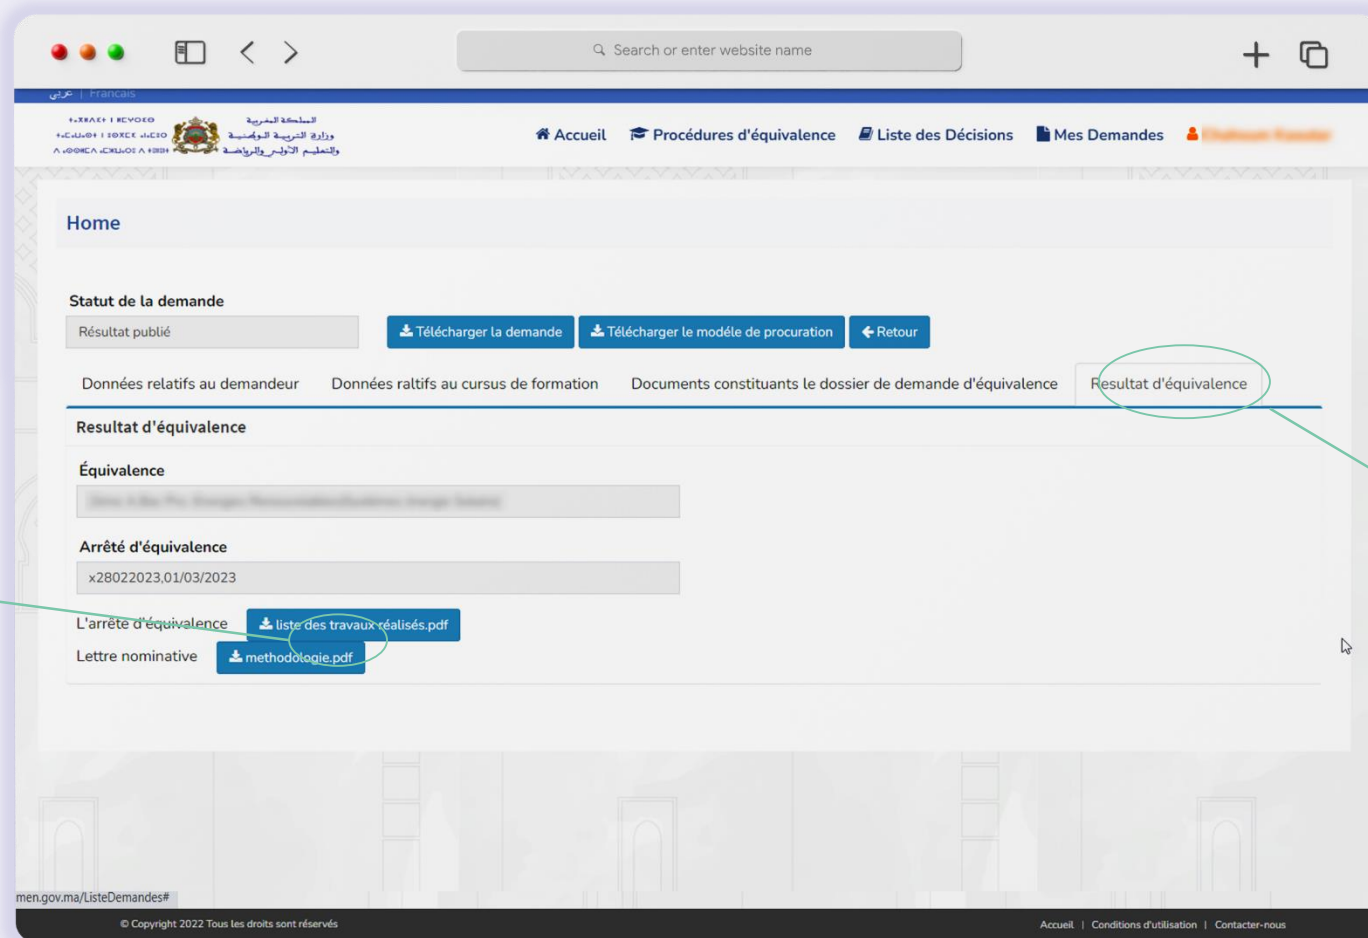 Search or enter website name
عربي | Francais
المملكة المغربية
وزارة التربية الوطنية
والتعليم الأولي والرياضة
Accueil Procédures d'équivalence Liste des Décisions Mes Demandes
Home
Statut de la demande
Résultat publié Télécharger la demande Télécharger le modéle de procuration Retour
Données relatifs au demandeur Données raltifs au cursus de formation Documents constituants le dossier de demande d'équivalence Resultat d'équivalence
Resultat d'équivalence
Équivalence
Arrêté d'équivalence
x28022023,01/03/2023
L'arrête d'équivalence liste des travaux réalisés.pdf
Lettre nominative methodologie.pdf
men.gov.ma/ListeDemandes#
© Copyright 2022 Tous les droits sont réservés Accueil | Conditions d'utilisation | Contacter-nous